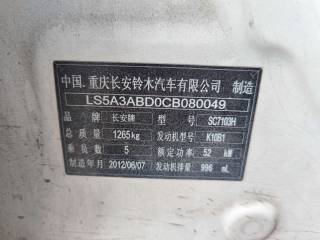 中国.重庆长安铃木汽车有限公司 制造
LS5A3ABD0CB080049
品牌 长安牌 型号 SC7103H
总质量 1265kg 发动机型号 K10B1
乘员数 5 额定功率 52 kW
制造年月 2012/06/07 发动机排量 996 mL